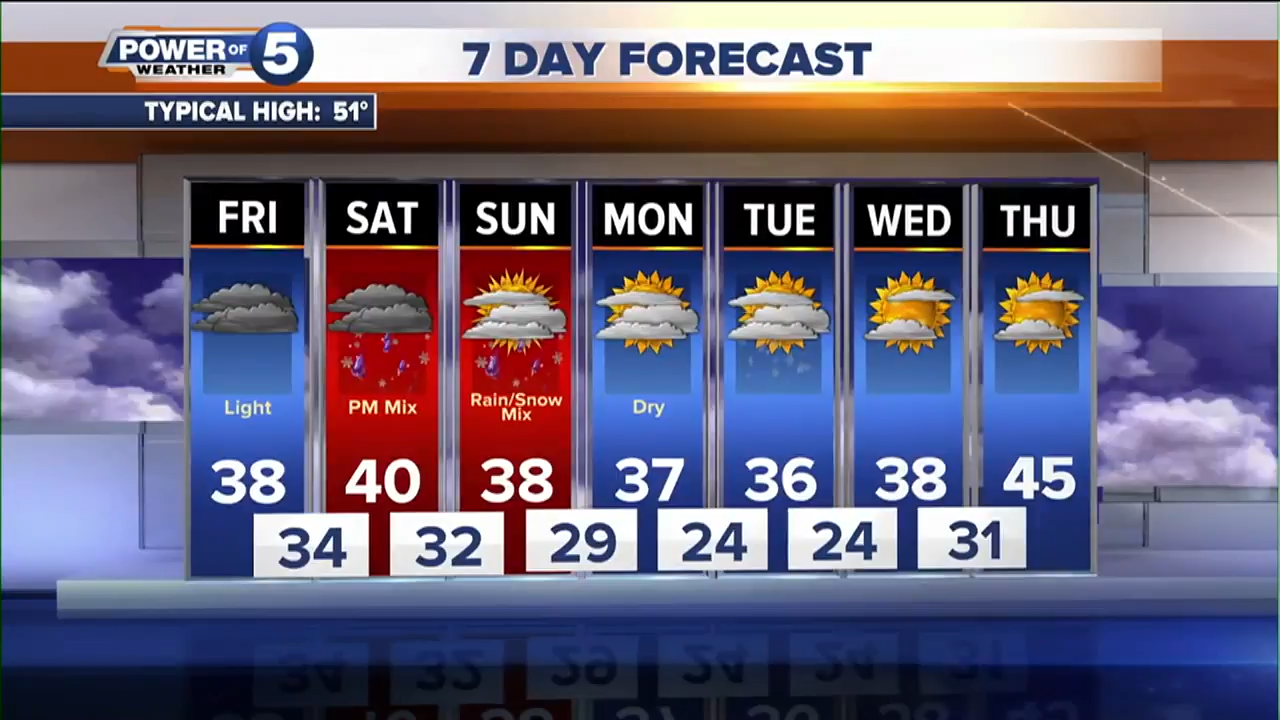 POWER OF 5
WEATHER
7 DAY FORECAST
TYPICAL HIGH: 51°
FRI SAT SUN MON TUE WED THU
Light PM Mix Rain/Snow Dry
Mix
38 40 38 37 36 38 45
34 32 29 24 24 31